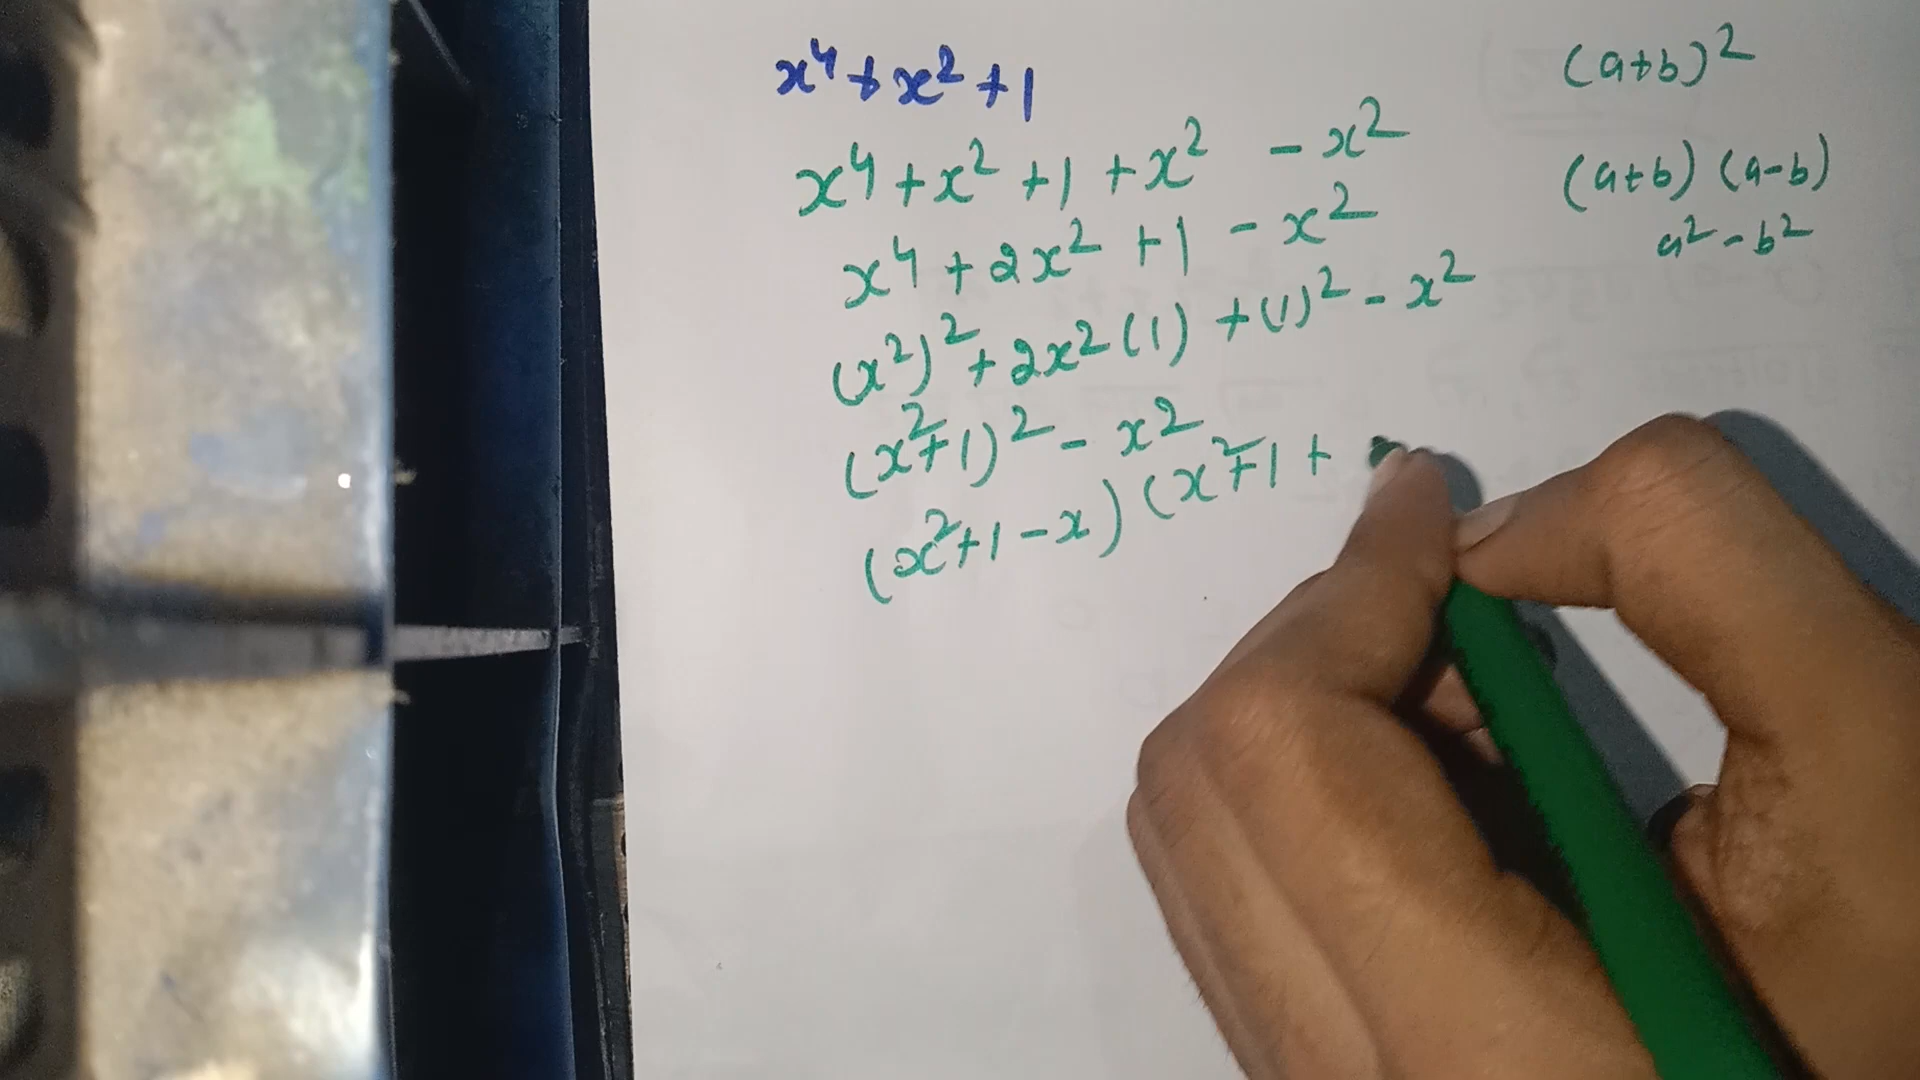 x⁴+x²+1
x⁴+x²+1+x² -x²
x⁴+2x²+1-x²
(x²)²+2x²(1)+(1)²-x²
(x²+1)²-x²
(x²+1-x)(x²+1+
(a+b)²
(a+b)(a-b)
a²-b²